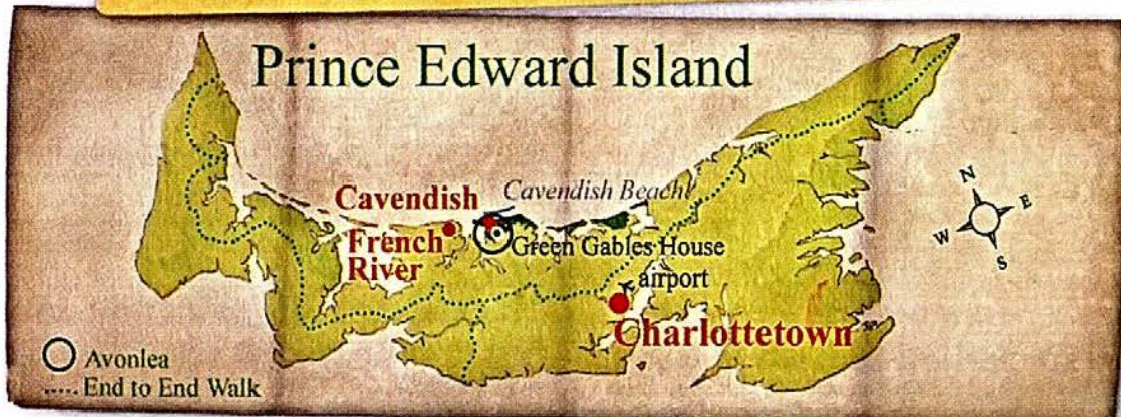 Prince Edward Island
Cavendish
Cavendish Beach
French
River
Green Gables House
airport
Charlottetown
N
E
W
S
Avonlea
End to End Walk